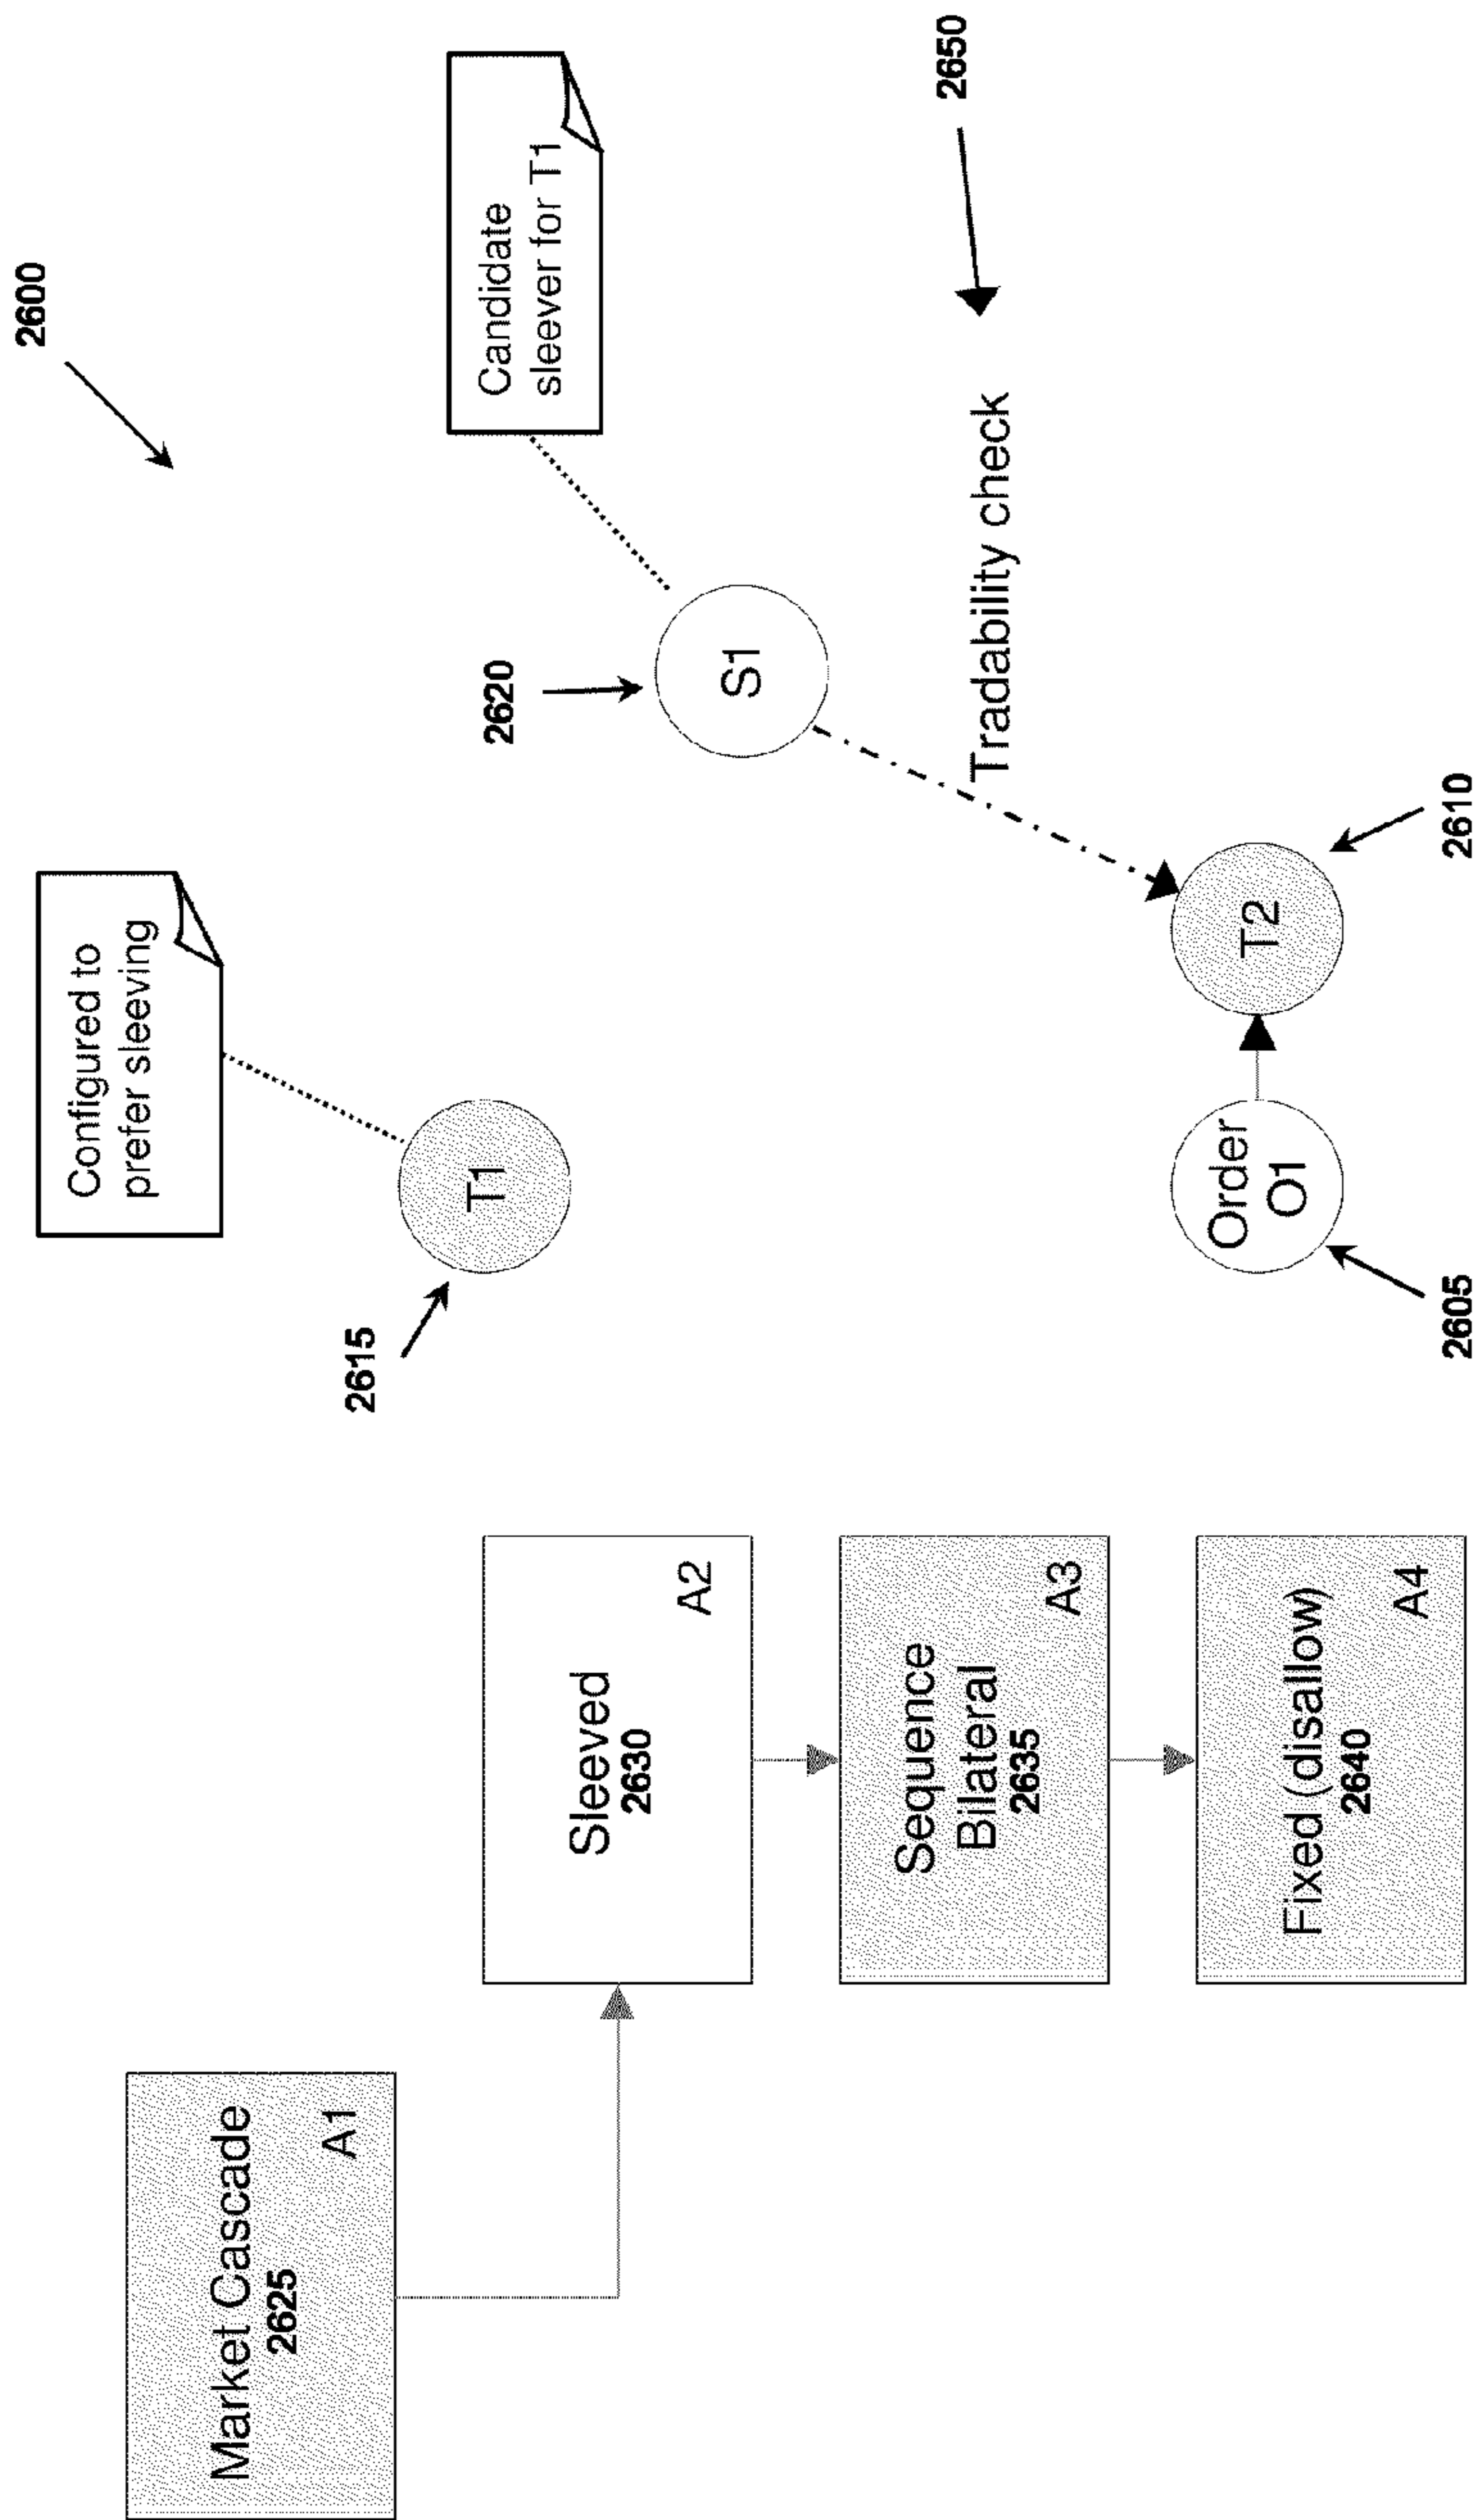 2600
Configured to
prefer sleeving
Candidate
sleever for T1
Market Cascade
2625
A1
2615
T1
2620
S1
Sleeved
2630
A2
Tradability check
2650
Sequence
Bilateral
2635
A3
Order
O1
T2
2605
2610
Fixed (disallow)
2640
A4